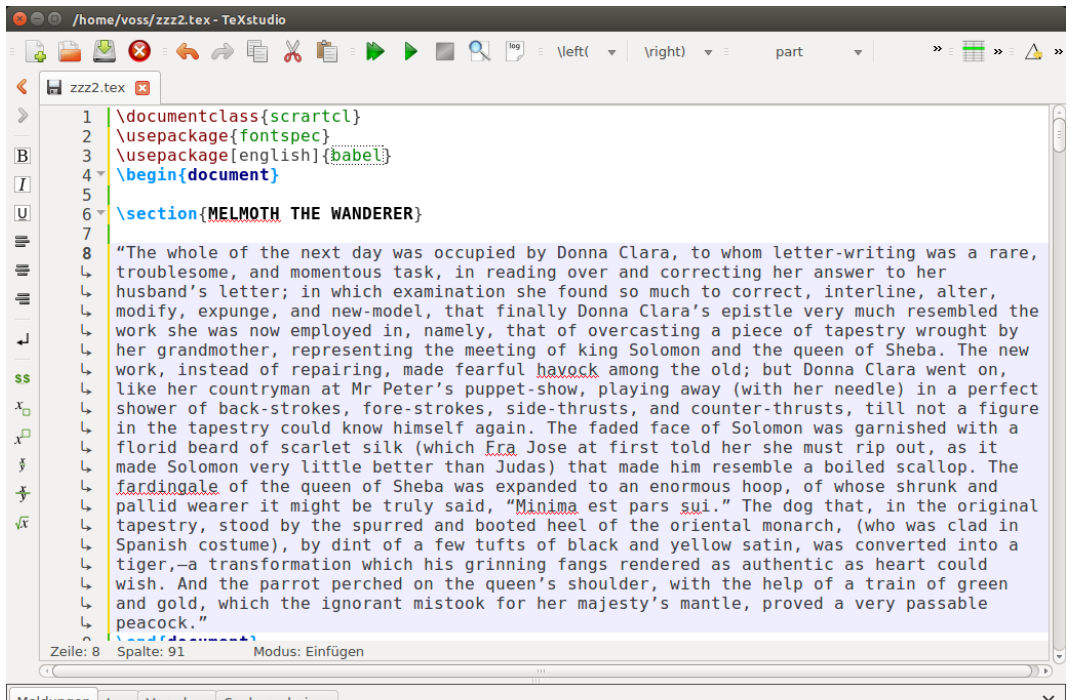 /home/voss/zzz2.tex - TeXstudio
log \left( \right) part » » »
zzz2.tex
1 \documentclass{scrartcl}
2 \usepackage{fontspec}
B 3 \usepackage[english]{babel}
4 \begin{document}
I 5
U 6 \section{MELMOTH THE WANDERER}
7
8 “The whole of the next day was occupied by Donna Clara, to whom letter-writing was a rare,
troublesome, and momentous task, in reading over and correcting her answer to her
husband’s letter; in which examination she found so much to correct, interline, alter,
modify, expunge, and new-model, that finally Donna Clara’s epistle very much resembled the
work she was now employed in, namely, that of overcasting a piece of tapestry wrought by
her grandmother, representing the meeting of king Solomon and the queen of Sheba. The new
$$ work, instead of repairing, made fearful havock among the old; but Donna Clara went on,
like her countryman at Mr Peter’s puppet-show, playing away (with her needle) in a perfect
shower of back-strokes, fore-strokes, side-thrusts, and counter-thrusts, till not a figure
in the tapestry could know himself again. The faded face of Solomon was garnished with a
florid beard of scarlet silk (which Fra Jose at first told her she must rip out, as it
made Solomon very little better than Judas) that made him resemble a boiled scallop. The
fardingale of the queen of Sheba was expanded to an enormous hoop, of whose shrunk and
pallid wearer it might be truly said, “Minima est pars sui.” The dog that, in the original
tapestry, stood by the spurred and booted heel of the oriental monarch, (who was clad in
Spanish costume), by dint of a few tufts of black and yellow satin, was converted into a
tiger,—a transformation which his grinning fangs rendered as authentic as heart could
wish. And the parrot perched on the queen’s shoulder, with the help of a train of green
and gold, which the ignorant mistook for her majesty’s mantle, proved a very passable
peacock.”
\end{document}
Zeile: 8 Spalte: 91 Modus: Einfügen
Meldungen